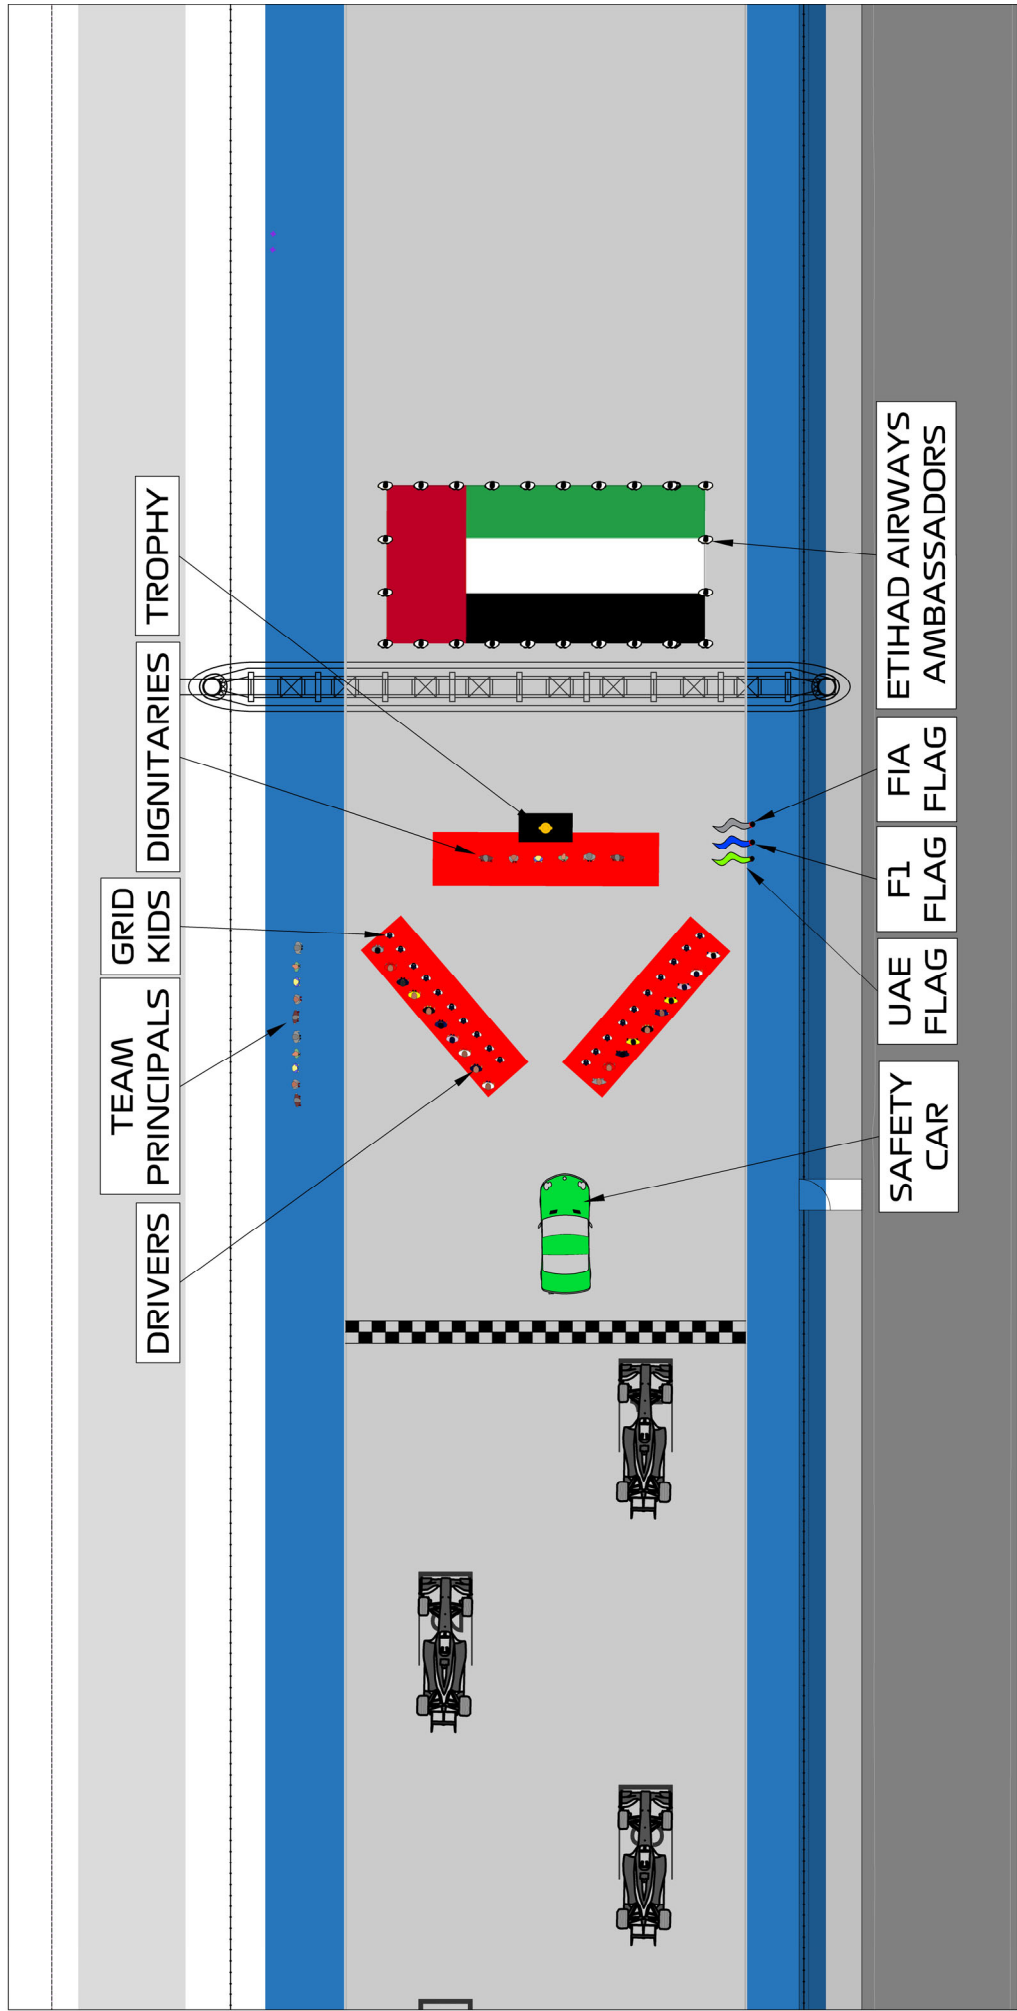 TROPHY
DIGNITARIES
GRID
KIDS
TEAM
PRINCIPALS
DRIVERS
ETIHAD AIRWAYS
AMBASSADORS
FIA
FLAG
F1
FLAG
UAE
FLAG
SAFETY
CAR